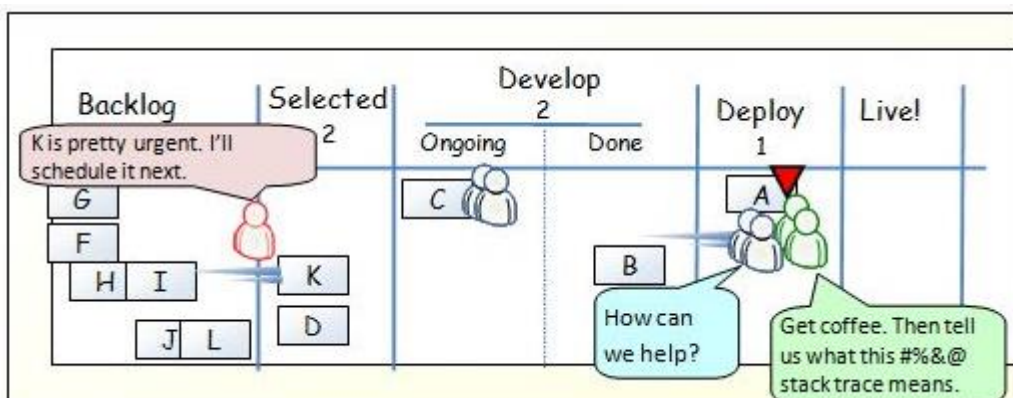 Develop
Backlog
Selected
2
Deploy
Live!
K is pretty urgent. I'll
schedule it next.
2
Ongoing
Done
1
G
C
A
F
B
H
I
K
J
L
D
How can
we help?
Get coffee. Then tell
us what this #%&@
stack trace means.